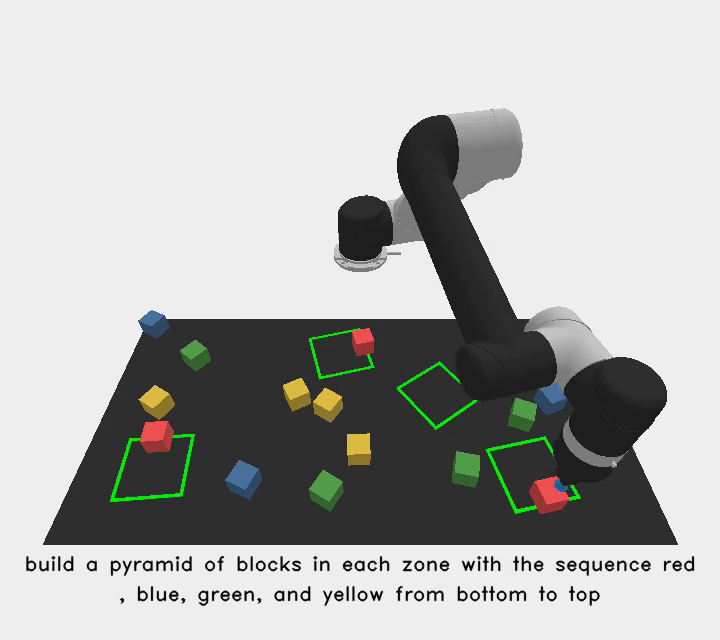 build a pyramid of blocks in each zone with the sequence red
, blue, green, and yellow from bottom to top